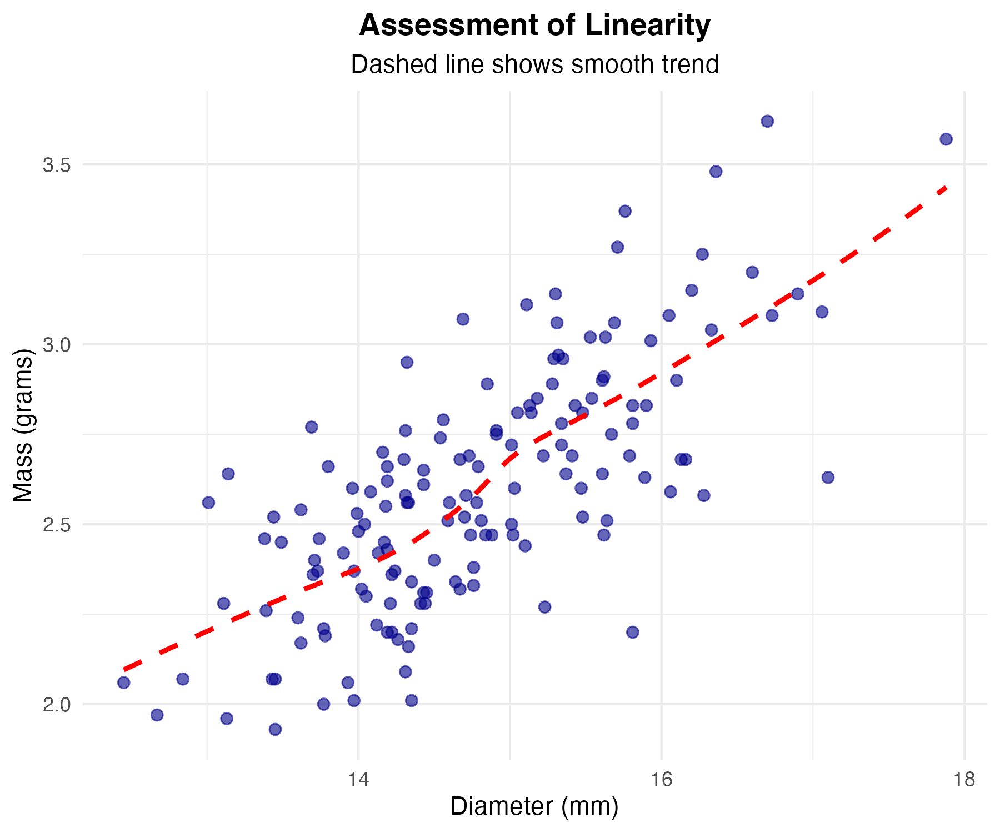 Assessment of Linearity
Dashed line shows smooth trend
3.5
3.0
2.5
2.0
Mass (grams)
14 16 18
Diameter (mm)